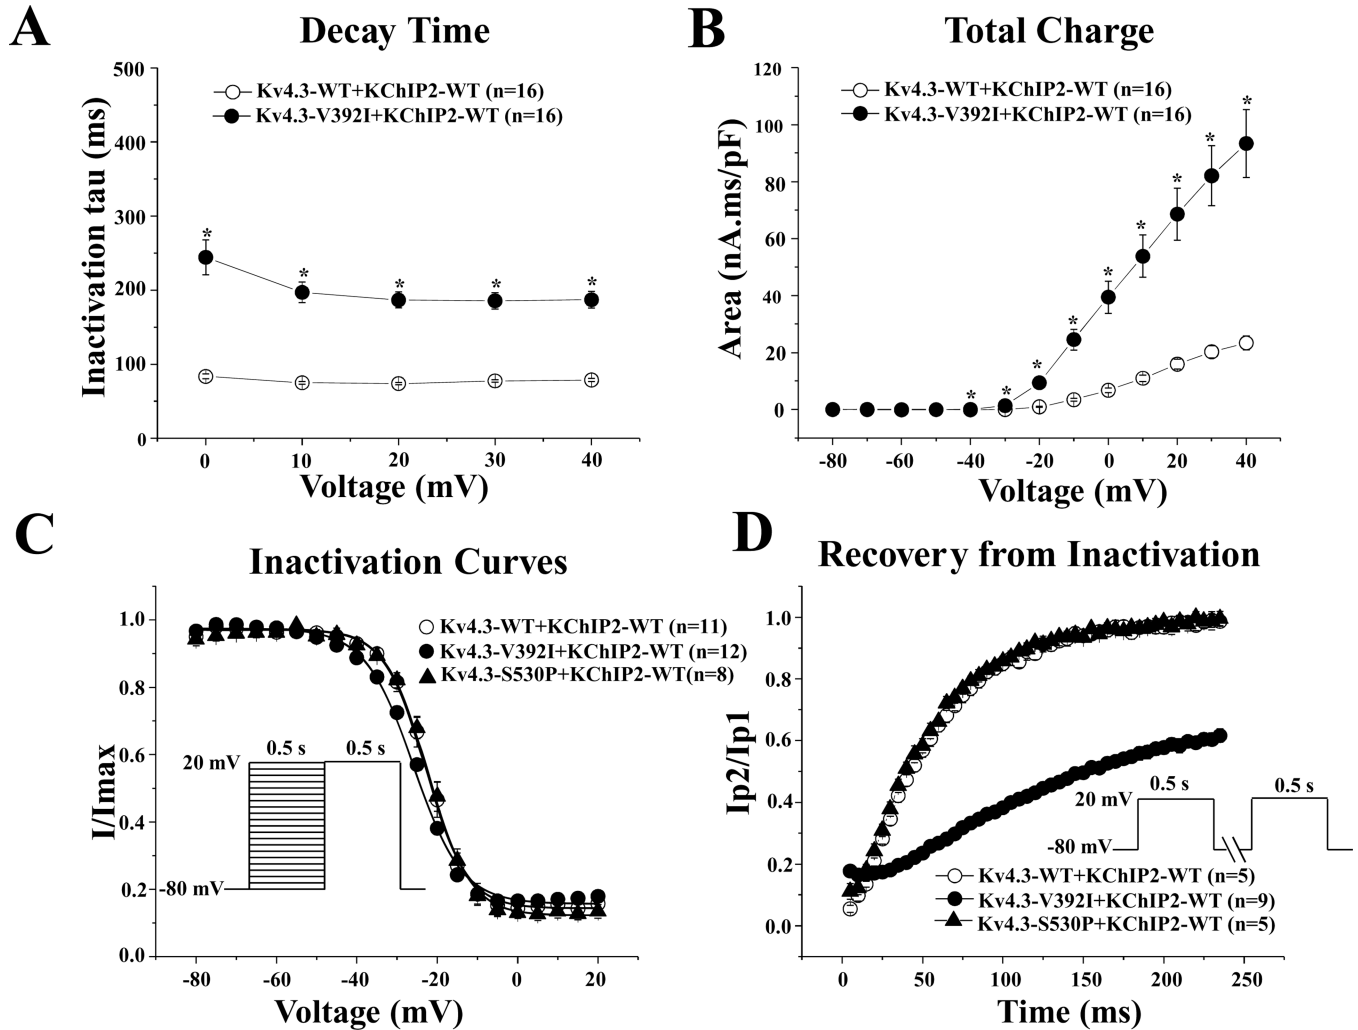 A
Decay Time
Inactivation tau (ms)
500
400
300
200
100
0
Kv4.3-WT+KChIP2-WT (n=16)
Kv4.3-V392I+KChIP2-WT (n=16)
*
*
*
*
*
0 10 20 30 40
Voltage (mV)
B
Total Charge
Area (nA.ms/pF)
120
100
80
60
40
20
0
Kv4.3-WT+KChIP2-WT (n=16)
Kv4.3-V392I+KChIP2-WT (n=16)
*
*
*
*
*
*
*
*
*
-80 -60 -40 -20 0 20 40
Voltage (mV)
C
Inactivation Curves
I/Imax
1.0
0.8
0.6
0.4
0.2
0.0
Kv4.3-WT+KChIP2-WT (n=11)
Kv4.3-V392I+KChIP2-WT (n=12)
Kv4.3-S530P+KChIP2-WT(n=8)
0.5 s 0.5 s
20 mV
-80 mV
-80 -60 -40 -20 0 20
Voltage (mV)
D
Recovery from Inactivation
Ip2/Ip1
1.0
0.8
0.6
0.4
0.2
0.0
0.5 s 0.5 s
20 mV
-80 mV
Kv4.3-WT+KChIP2-WT (n=5)
Kv4.3-V392I+KChIP2-WT (n=9)
Kv4.3-S530P+KChIP2-WT (n=5)
0 50 100 150 200 250
Time (ms)